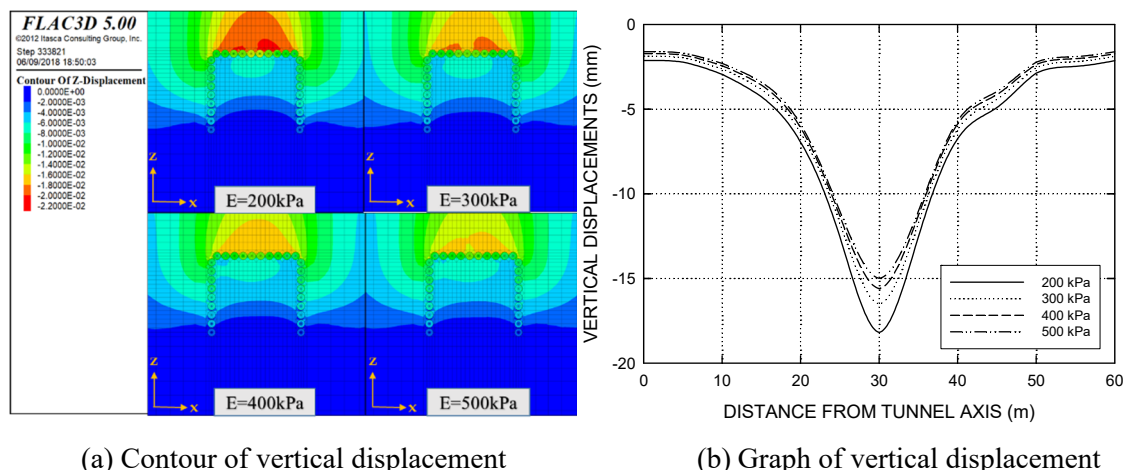 FLAC3D 5.00
©2012 Itasca Consulting Group, Inc.
Step 333821
06/09/2018 18:50:03
Contour Of Z-Displacement
0.0000E+00
-2.0000E-03
-4.0000E-03
-6.0000E-03
-8.0000E-03
-1.0000E-02
-1.2000E-02
-1.4000E-02
-1.6000E-02
-1.8000E-02
-2.0000E-02
-2.2000E-02
Z
X
E=200kPa
Z
X
E=300kPa
Z
X
E=400kPa
Z
X
E=500kPa
(a) Contour of vertical displacement
VERTICAL DISPLACEMENTS (mm)
0
-5
-10
-15
-20
200 kPa
300 kPa
400 kPa
500 kPa
0 10 20 30 40 50 60
DISTANCE FROM TUNNEL AXIS (m)
(b) Graph of vertical displacement